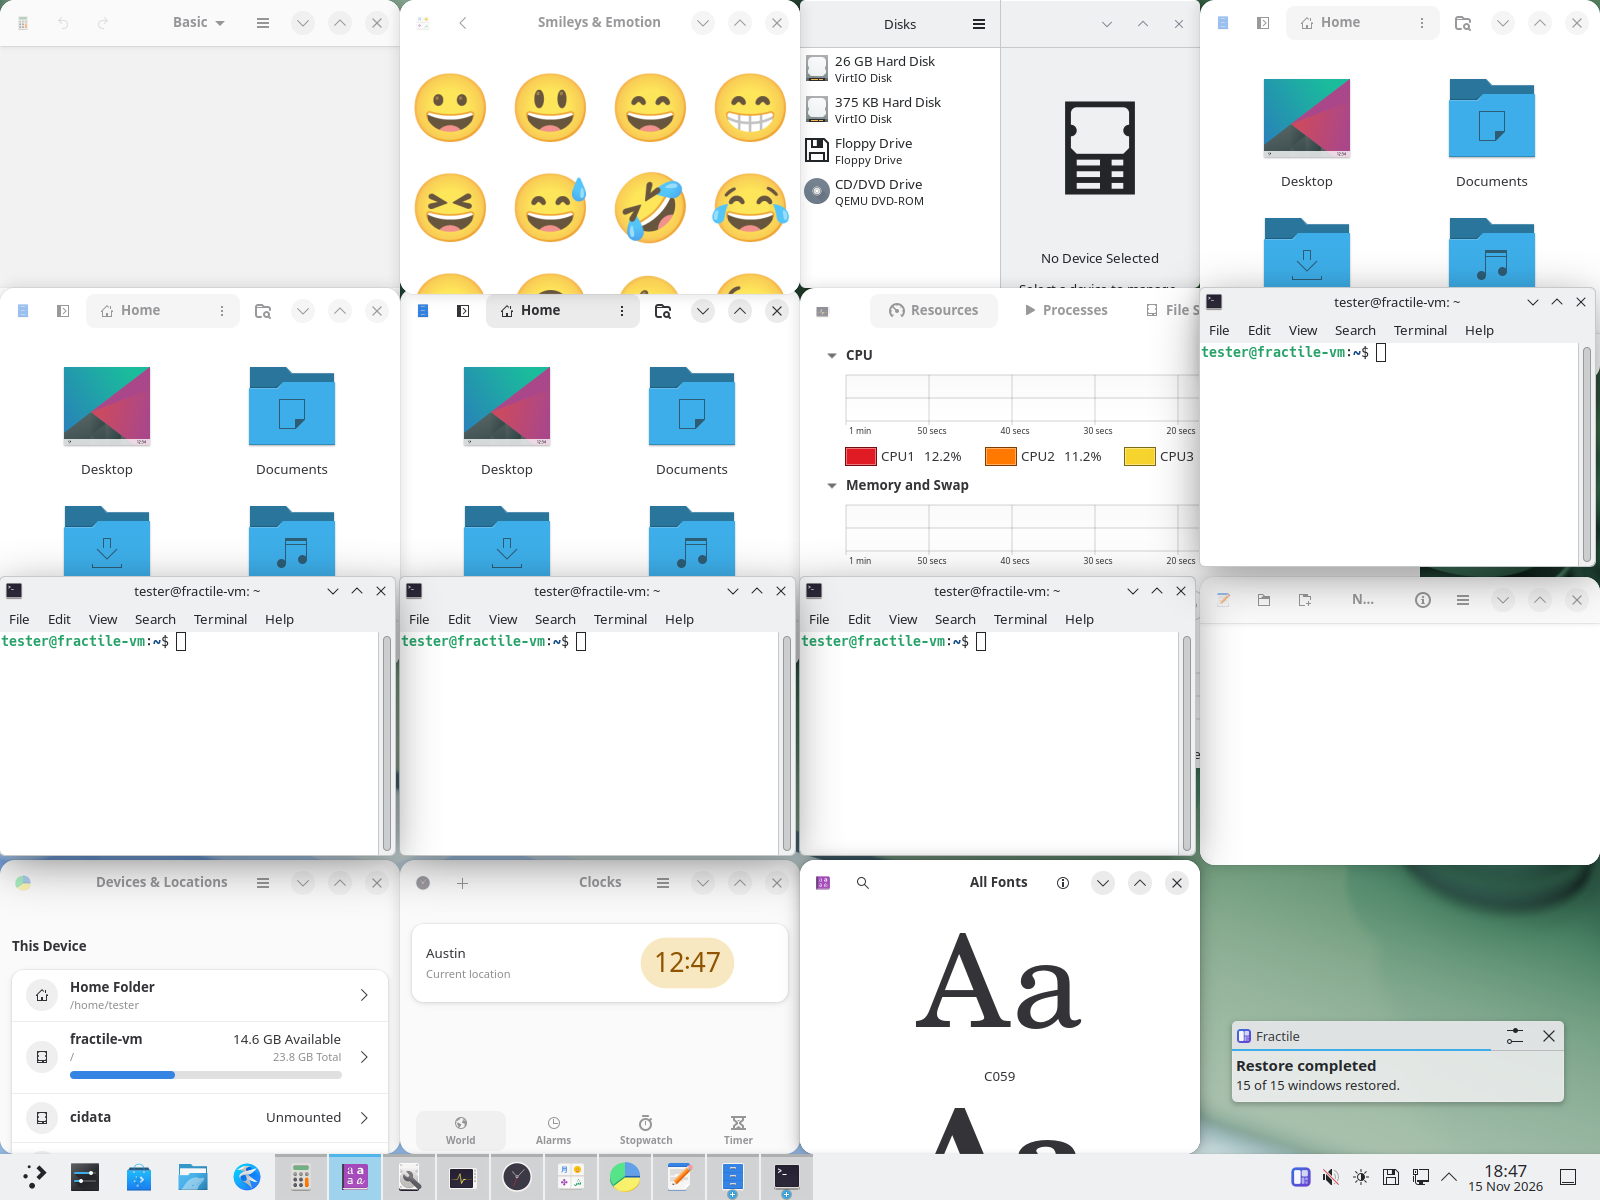 Basic
Smileys & Emotion
Disks
26 GB Hard Disk
VirtIO Disk
375 KB Hard Disk
VirtIO Disk
Floppy Drive
Floppy Drive
CD/DVD Drive
QEMU DVD-ROM
No Device Selected
Home
Desktop
Documents
Home
Desktop
Documents
Home
Desktop
Documents
Resources
Processes
File S
CPU
1 min 50 secs 40 secs 30 secs 20 secs
CPU1 12.2% CPU2 11.2% CPU3
Memory and Swap
1 min 50 secs 40 secs 30 secs 20 secs
tester@fractile-vm: ~
File Edit View Search Terminal Help
tester@fractile-vm:~$
tester@fractile-vm: ~
File Edit View Search Terminal Help
tester@fractile-vm:~$
tester@fractile-vm: ~
File Edit View Search Terminal Help
tester@fractile-vm:~$
tester@fractile-vm: ~
File Edit View Search Terminal Help
tester@fractile-vm:~$
N...
Devices & Locations
This Device
Home Folder
/home/tester
fractile-vm 14.6 GB Available
/ 23.8 GB Total
cidata Unmounted
Clocks
Austin
Current location
12:47
World Alarms Stopwatch Timer
All Fonts
Aa
C059
Fractile
Restore completed
15 of 15 windows restored.
18:47
15 Nov 2026